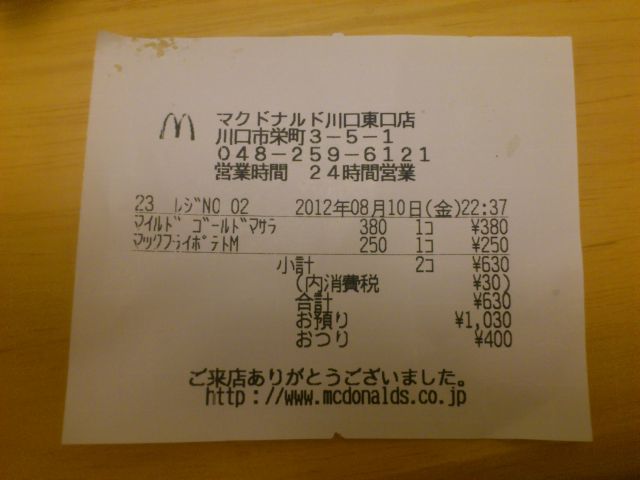 マクドナルド川口東口店
川口市栄町3-5-1
048-259-6121
営業時間 24時間営業
23 レジNO 02 2012年08月10日(金)22:37
マイルド ゴールドマサラ 380 1コ ¥380
マックフライポテトM 250 1コ ¥250
小計 2コ ¥630
(内消費税 ¥30)
合計 ¥630
お預り ¥1,030
おつり ¥400
ご来店ありがとうございました。
http://www.mcdonalds.co.jp